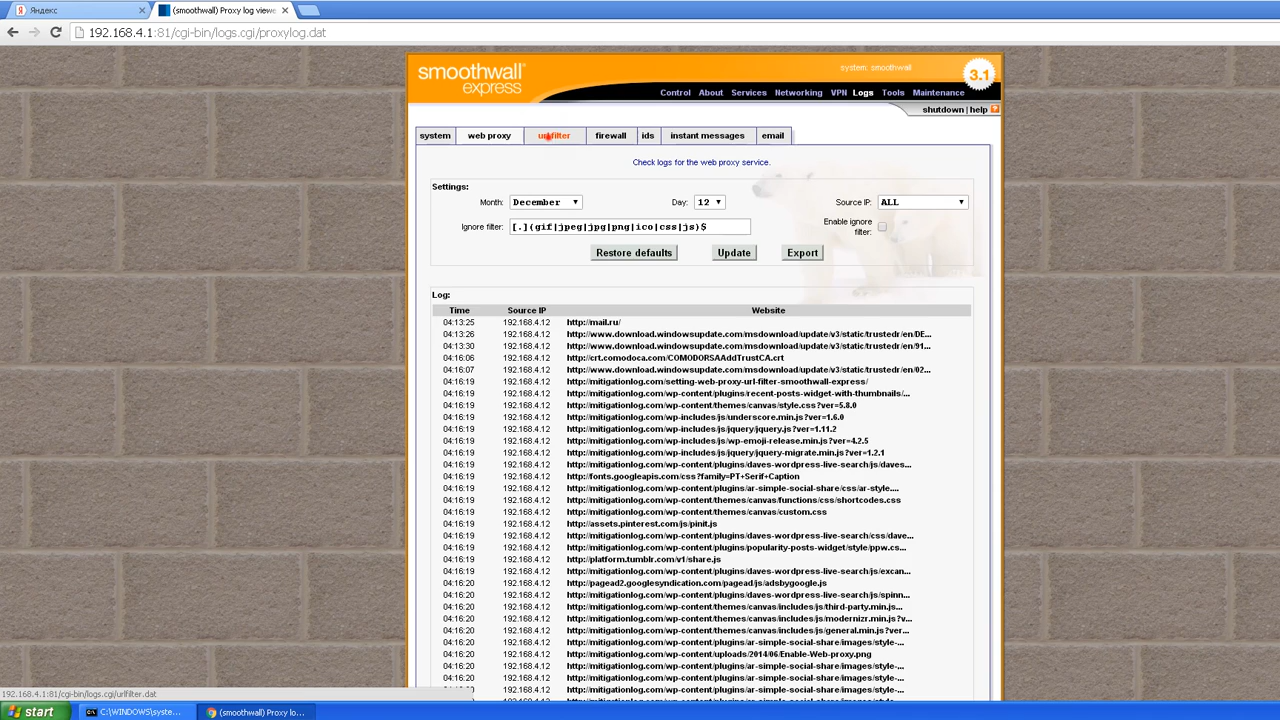 Яндекс
(smoothwall) Proxy log viewe
192.168.4.1:81/cgi-bin/logs.cgi/proxylog.dat
smoothwall
express
system: smoothwall
3.1
Control About Services Networking VPN Logs Tools Maintenance
shutdown | help
system web proxy urlfilter firewall ids instant messages email
Check logs for the web proxy service.
Settings:
Month: December Day: 12 Source IP: ALL
Ignore filter: [.](gif|jpeg|jpg|png|ico|css|js)$ Enable ignore filter:
Restore defaults Update Export
Log:
Time Source IP Website
04:13:25 192.168.4.12 http://mail.ru/
04:13:26 192.168.4.12 http://www.download.windowsupdate.com/msdownload/update/v3/static/trustedr/en/DE...
04:13:30 192.168.4.12 http://www.download.windowsupdate.com/msdownload/update/v3/static/trustedr/en/91...
04:16:06 192.168.4.12 http://crt.comodoca.com/COMODORSAAddTrustCA.crt
04:16:07 192.168.4.12 http://www.download.windowsupdate.com/msdownload/update/v3/static/trustedr/en/02...
04:16:19 192.168.4.12 http://mitigationlog.com/setting-web-proxy-url-filter-smoothwall-express/
04:16:19 192.168.4.12 http://mitigationlog.com/wp-content/plugins/recent-posts-widget-with-thumbnails/...
04:16:19 192.168.4.12 http://mitigationlog.com/wp-content/themes/canvas/style.css?ver=5.8.0
04:16:19 192.168.4.12 http://mitigationlog.com/wp-includes/js/underscore.min.js?ver=1.6.0
04:16:19 192.168.4.12 http://mitigationlog.com/wp-includes/js/jquery/jquery.js?ver=1.11.2
04:16:19 192.168.4.12 http://mitigationlog.com/wp-includes/js/wp-emoji-release.min.js?ver=4.2.5
04:16:19 192.168.4.12 http://mitigationlog.com/wp-includes/js/jquery/jquery-migrate.min.js?ver=1.2.1
04:16:19 192.168.4.12 http://mitigationlog.com/wp-content/plugins/daves-wordpress-live-search/js/daves...
04:16:19 192.168.4.12 http://fonts.googleapis.com/css?family=PT+Serif+Caption
04:16:19 192.168.4.12 http://mitigationlog.com/wp-content/plugins/ar-simple-social-share/css/ar-style....
04:16:19 192.168.4.12 http://mitigationlog.com/wp-content/themes/canvas/functions/css/shortcodes.css
04:16:19 192.168.4.12 http://mitigationlog.com/wp-content/themes/canvas/custom.css
04:16:19 192.168.4.12 http://assets.pinterest.com/js/pinit.js
04:16:19 192.168.4.12 http://mitigationlog.com/wp-content/plugins/daves-wordpress-live-search/css/dave...
04:16:19 192.168.4.12 http://mitigationlog.com/wp-content/plugins/popularity-posts-widget/style/ppw.cs...
04:16:19 192.168.4.12 http://platform.tumblr.com/v1/share.js
04:16:19 192.168.4.12 http://mitigationlog.com/wp-content/plugins/daves-wordpress-live-search/js/excan...
04:16:20 192.168.4.12 http://pagead2.googlesyndication.com/pagead/js/adsbygoogle.js
04:16:20 192.168.4.12 http://mitigationlog.com/wp-content/plugins/daves-wordpress-live-search/js/spinn...
04:16:20 192.168.4.12 http://mitigationlog.com/wp-content/themes/canvas/includes/js/third-party.min.js...
04:16:20 192.168.4.12 http://mitigationlog.com/wp-content/themes/canvas/includes/js/modernizr.min.js?v...
04:16:20 192.168.4.12 http://mitigationlog.com/wp-content/themes/canvas/includes/js/general.min.js?ver...
04:16:20 192.168.4.12 http://mitigationlog.com/wp-content/plugins/ar-simple-social-share/images/style-...
04:16:20 192.168.4.12 http://mitigationlog.com/wp-content/uploads/2014/06/Enable-Web-proxy.png
04:16:20 192.168.4.12 http://mitigationlog.com/wp-content/plugins/ar-simple-social-share/images/style-...
04:16:20 192.168.4.12 http://mitigationlog.com/wp-content/plugins/ar-simple-social-share/images/style-...
192.168.4.12 http://mitigationlog.com/wp-content/plugins/ar-simple-social-share/images/style-...
192.168.4.1:81/cgi-bin/logs.cgi/urlfilter.dat
start C:\WINDOWS\syste... (smoothwall) Proxy lo...